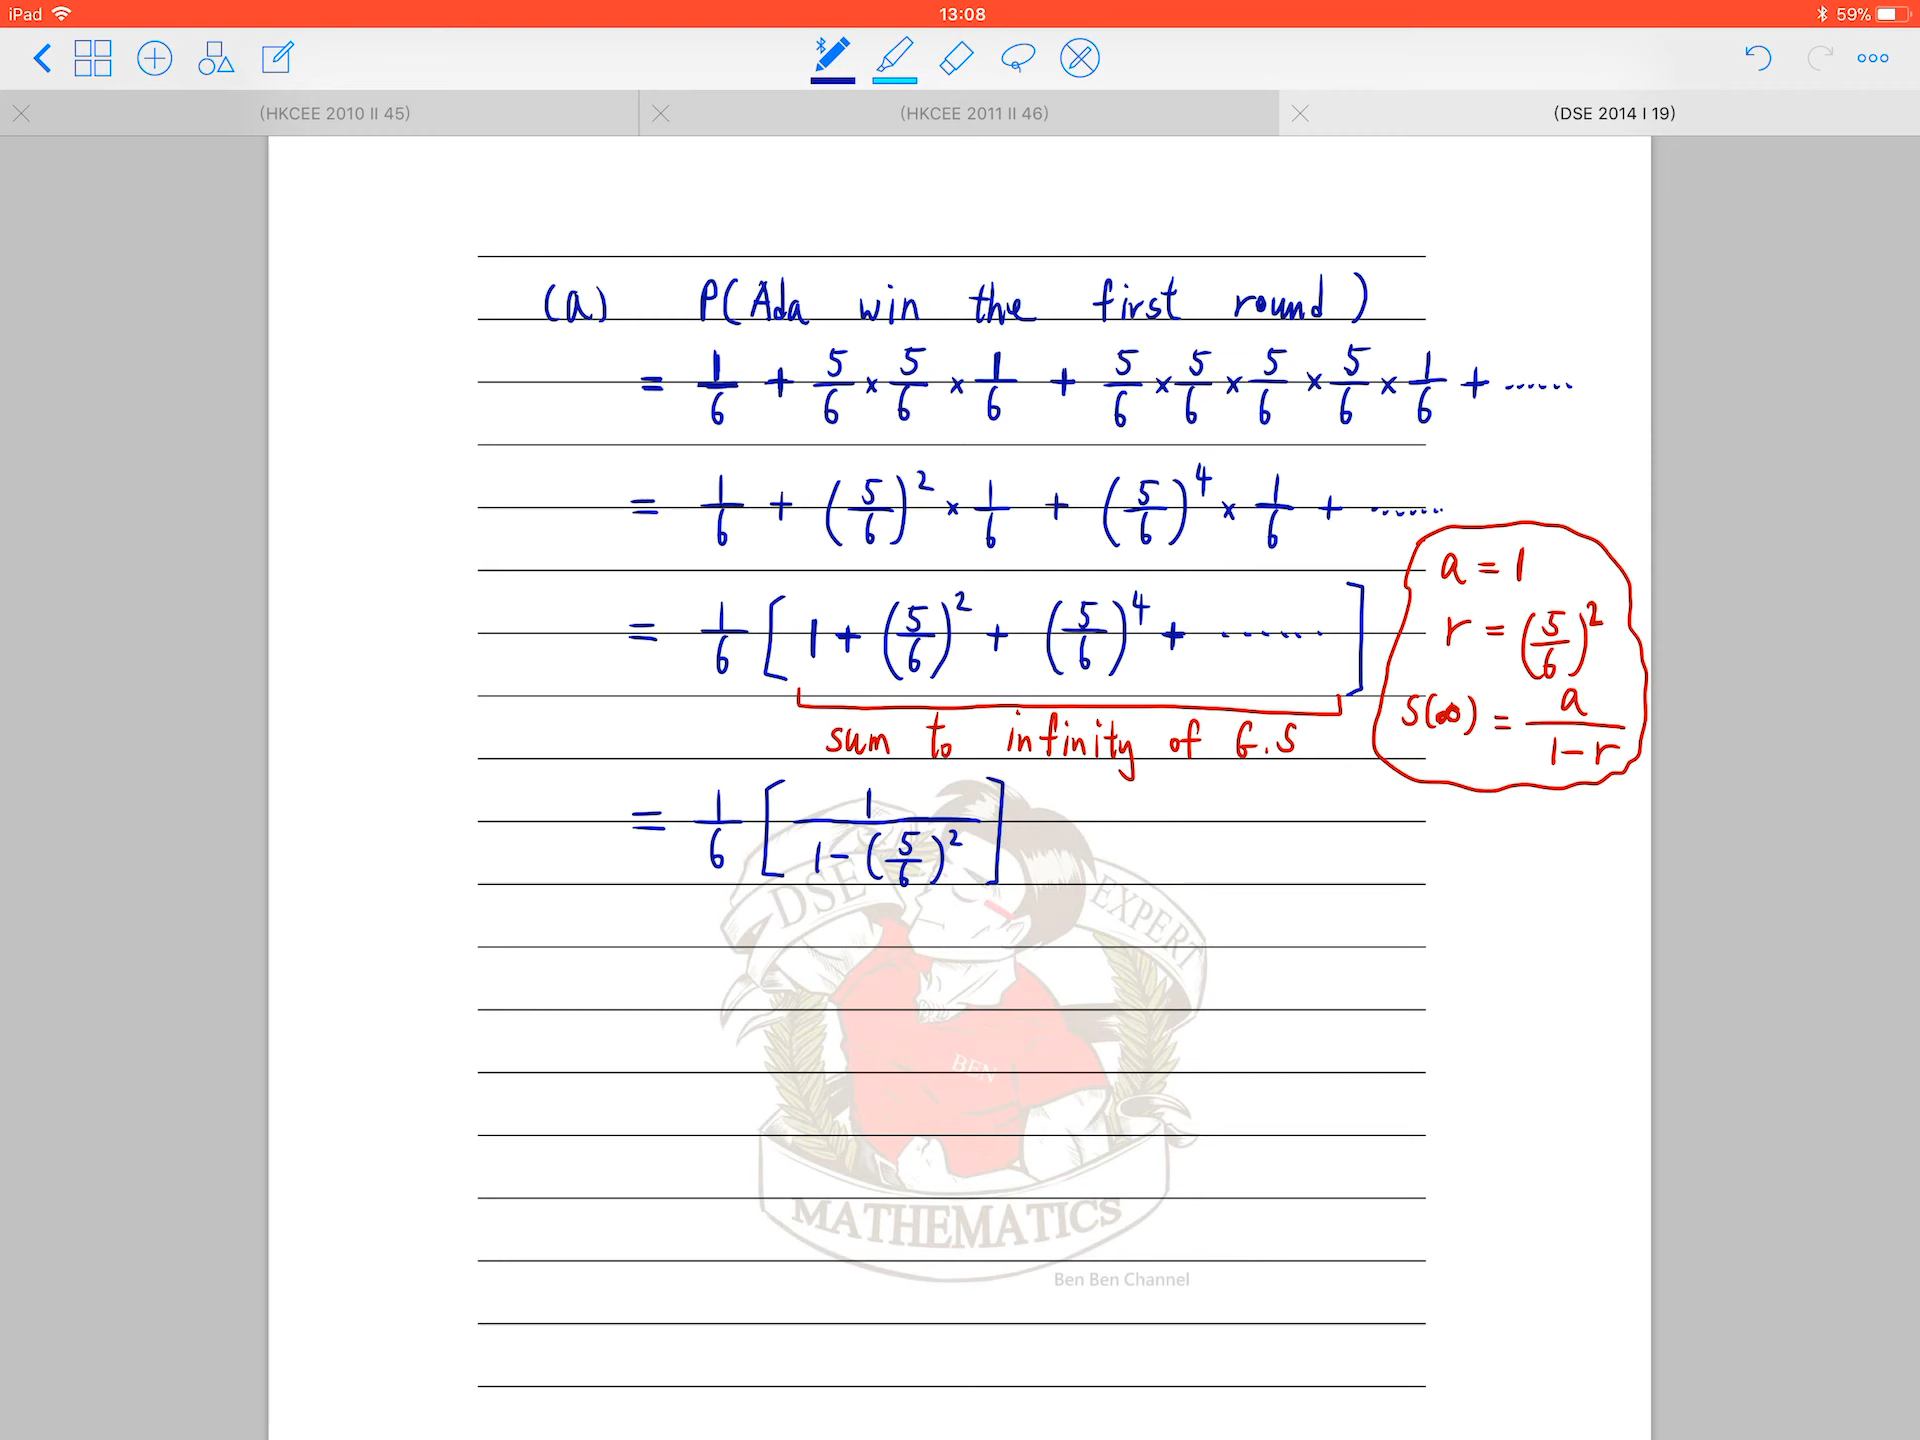 iPad 13:08 59%
(HKCEE 2010 II 45) (HKCEE 2011 II 46) (DSE 2014 I 19)
(a) P(Ada win the first round)
= 1/6 + 5/6 × 5/6 × 1/6 + 5/6 × 5/6 × 5/6 × 5/6 × 1/6 + ......
= 1/6 + (5/6)² × 1/6 + (5/6)⁴ × 1/6 + .......
= 1/6 [ 1 + (5/6)² + (5/6)⁴ + ....... ]
sum to infinity of G.S
a = 1
r = (5/6)²
S(∞) = a/(1-r)
= 1/6 [ 1/(1-(5/6)²) ]
DSE EXPERT
BEN
MATHEMATICS
Ben Ben Channel